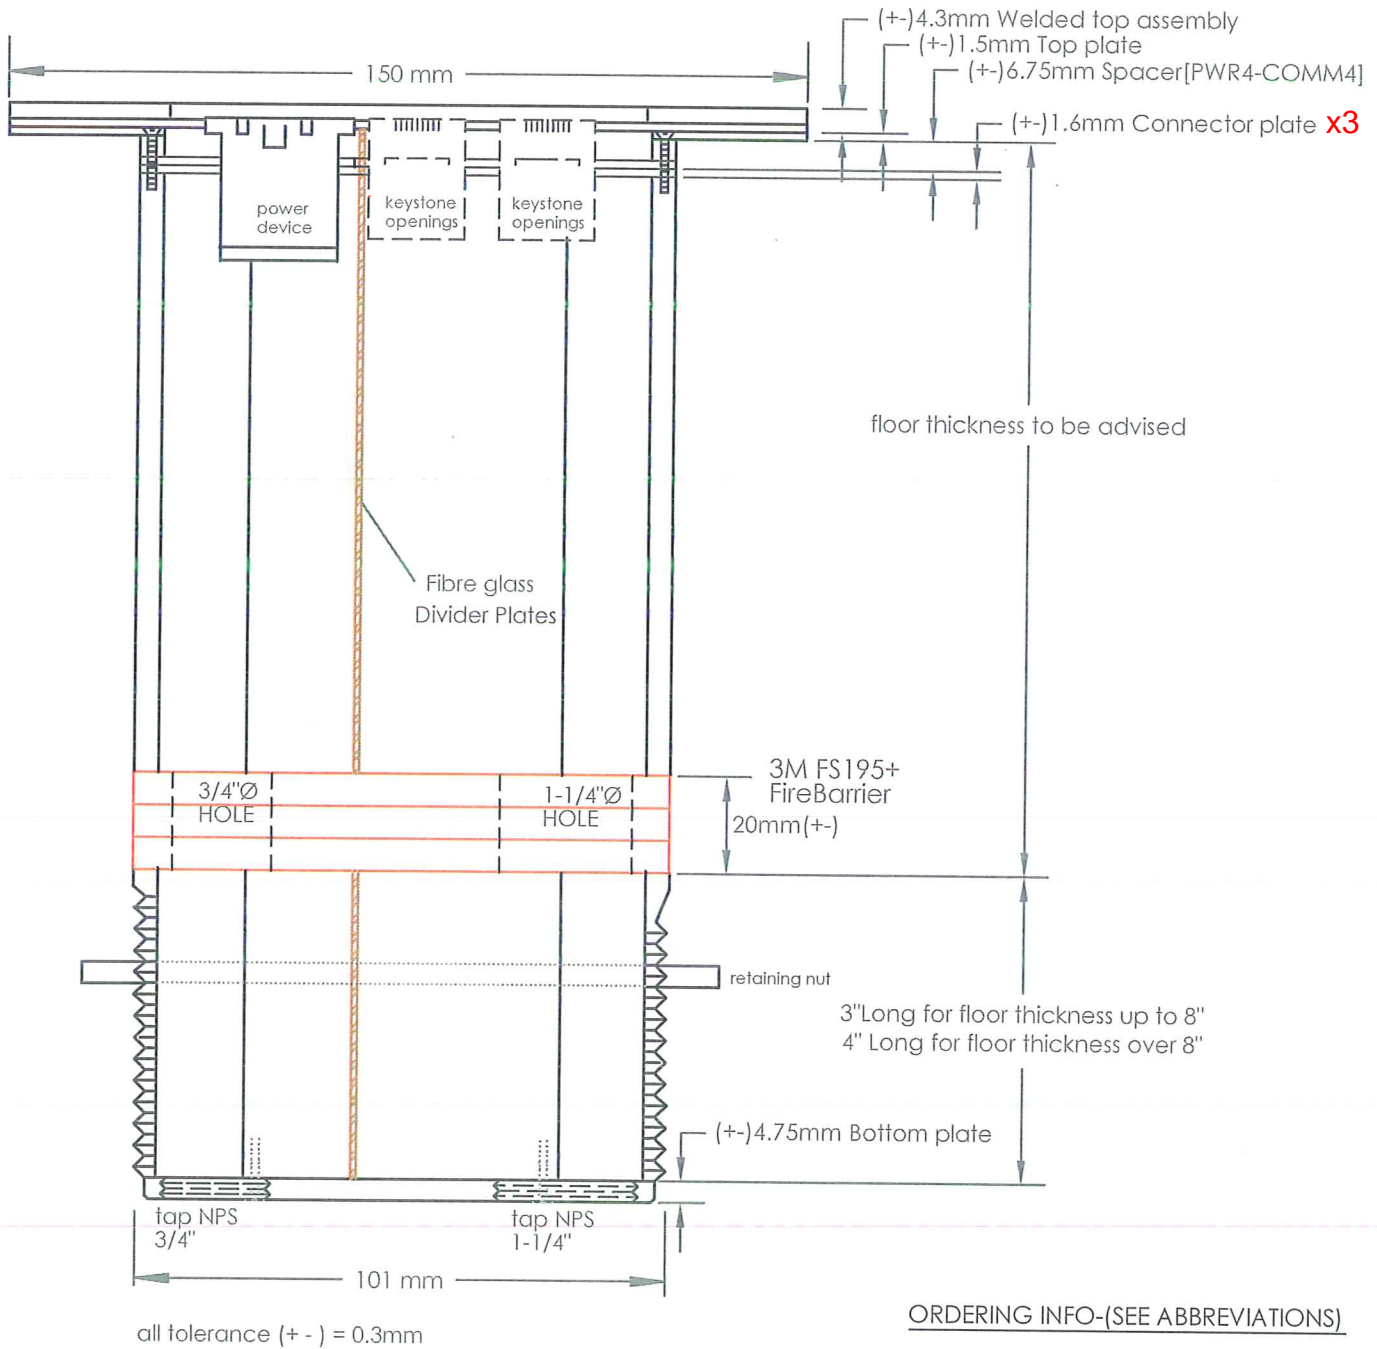 (+-)4.3mm Welded top assembly
(+-)1.5mm Top plate
150 mm
(+-)6.75mm Spacer[PWR4-COMM4]
(+-)1.6mm Connector plate x3
power
device
keystone
openings
keystone
openings
floor thickness to be advised
Fibre glass
Divider Plates
3/4"Ø
HOLE
1-1/4"Ø
HOLE
3M FS195+
FireBarrier
20mm(+-)
retaining nut
3"Long for floor thickness up to 8"
4" Long for floor thickness over 8"
(+-)4.75mm Bottom plate
tap NPS
3/4"
tap NPS
1-1/4"
101 mm
ORDERING INFO-(SEE ABBREVIATIONS)
all tolerance (+ - ) = 0.3mm